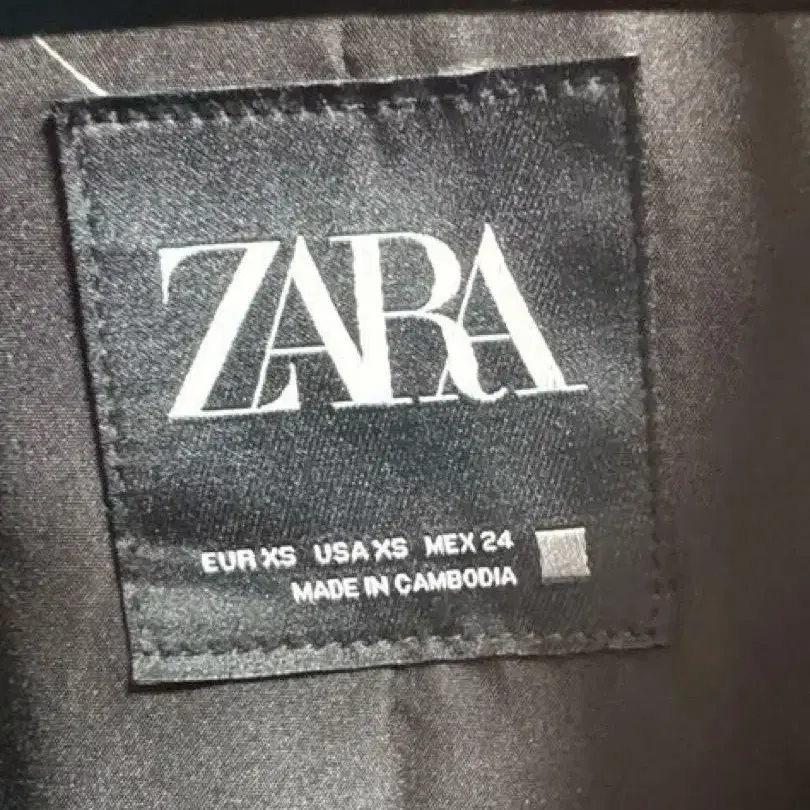 ZARA
EUR XS USA XS MEX 24
MADE IN CAMBODIA